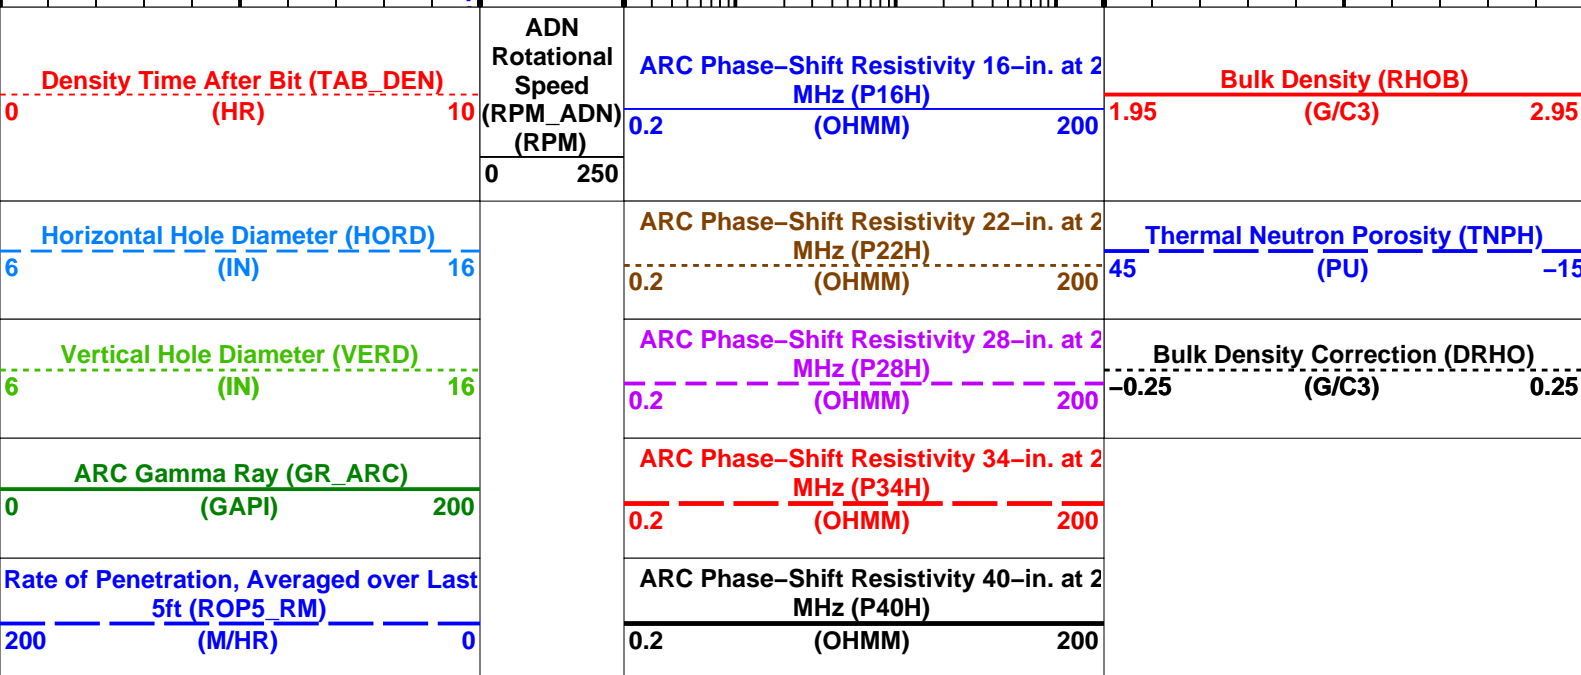 Density Time After Bit (TAB_DEN)
0 (HR) 10
ADN
Rotational
Speed
(RPM_ADN)
(RPM)
0 250
ARC Phase–Shift Resistivity 16–in. at 2
MHz (P16H)
0.2 (OHMM) 200
Bulk Density (RHOB)
1.95 (G/C3) 2.95
Horizontal Hole Diameter (HORD)
6 (IN) 16
ARC Phase–Shift Resistivity 22–in. at 2
MHz (P22H)
0.2 (OHMM) 200
Thermal Neutron Porosity (TNPH)
45 (PU) –15
Vertical Hole Diameter (VERD)
6 (IN) 16
ARC Phase–Shift Resistivity 28–in. at 2
MHz (P28H)
0.2 (OHMM) 200
Bulk Density Correction (DRHO)
–0.25 (G/C3) 0.25
ARC Gamma Ray (GR_ARC)
0 (GAPI) 200
ARC Phase–Shift Resistivity 34–in. at 2
MHz (P34H)
0.2 (OHMM) 200
Rate of Penetration, Averaged over Last
5ft (ROP5_RM)
200 (M/HR) 0
ARC Phase–Shift Resistivity 40–in. at 2
MHz (P40H)
0.2 (OHMM) 200